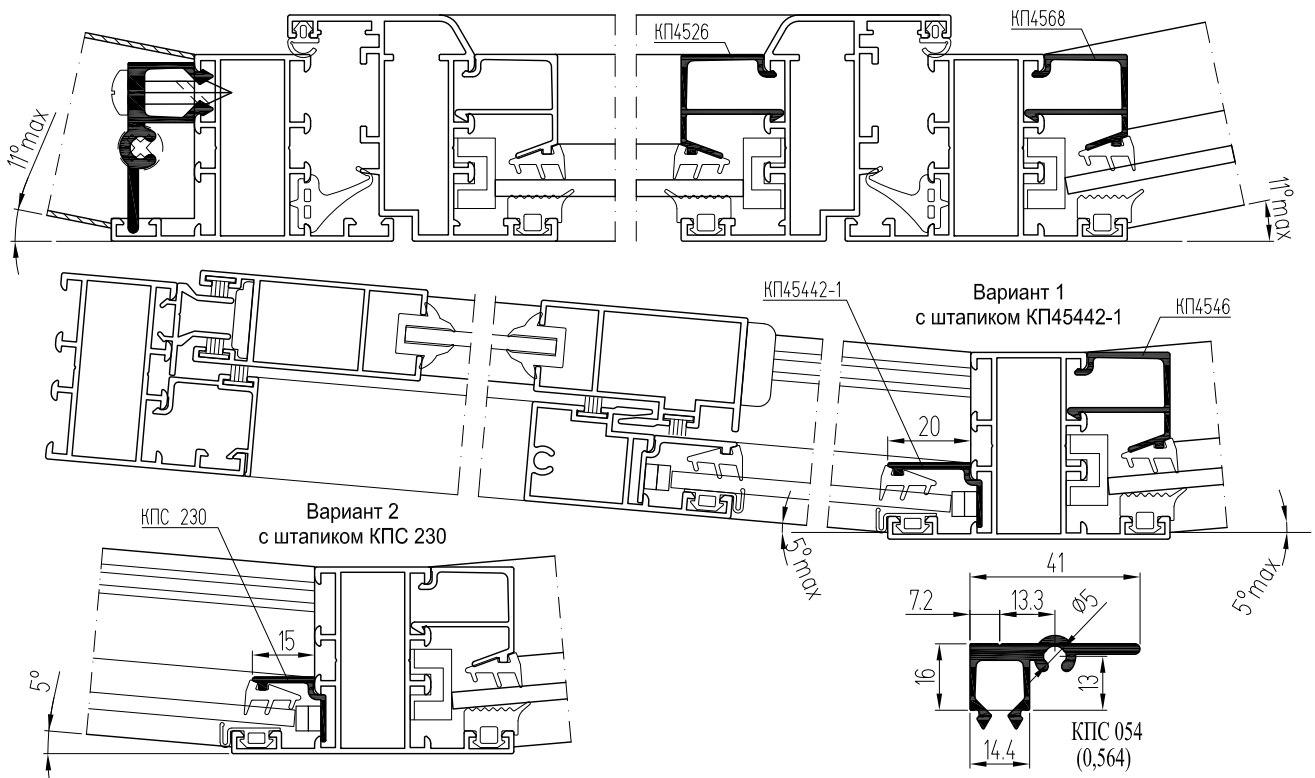 КП4526
КП4568
11° max
11° max
КП45442-1
Вариант 1
с штапиком КП45442-1
КП4546
20
КПС 230
Вариант 2
с штапиком КПС 230
5° max
5° max
15
5°
41
7.2
13.3
Ø5
16
13
14.4
КПС 054
(0,564)